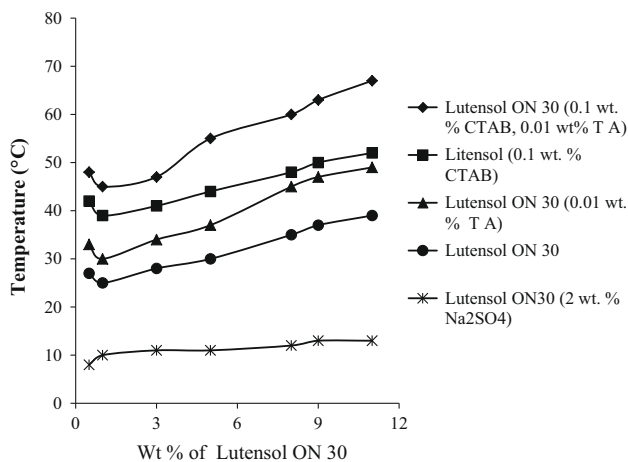 80
70
60
50
40
30
20
10
0
0
3
6
9
12
Temperature (°C)
Wt % of Lutensol ON 30
Lutensol ON 30 (0.1 wt.
% CTAB, 0.01 wt% T A)
Litensol (0.1 wt. %
CTAB)
Lutensol ON 30 (0.01 wt.
% T A)
Lutensol ON 30
Lutensol ON30 (2 wt. %
Na2SO4)